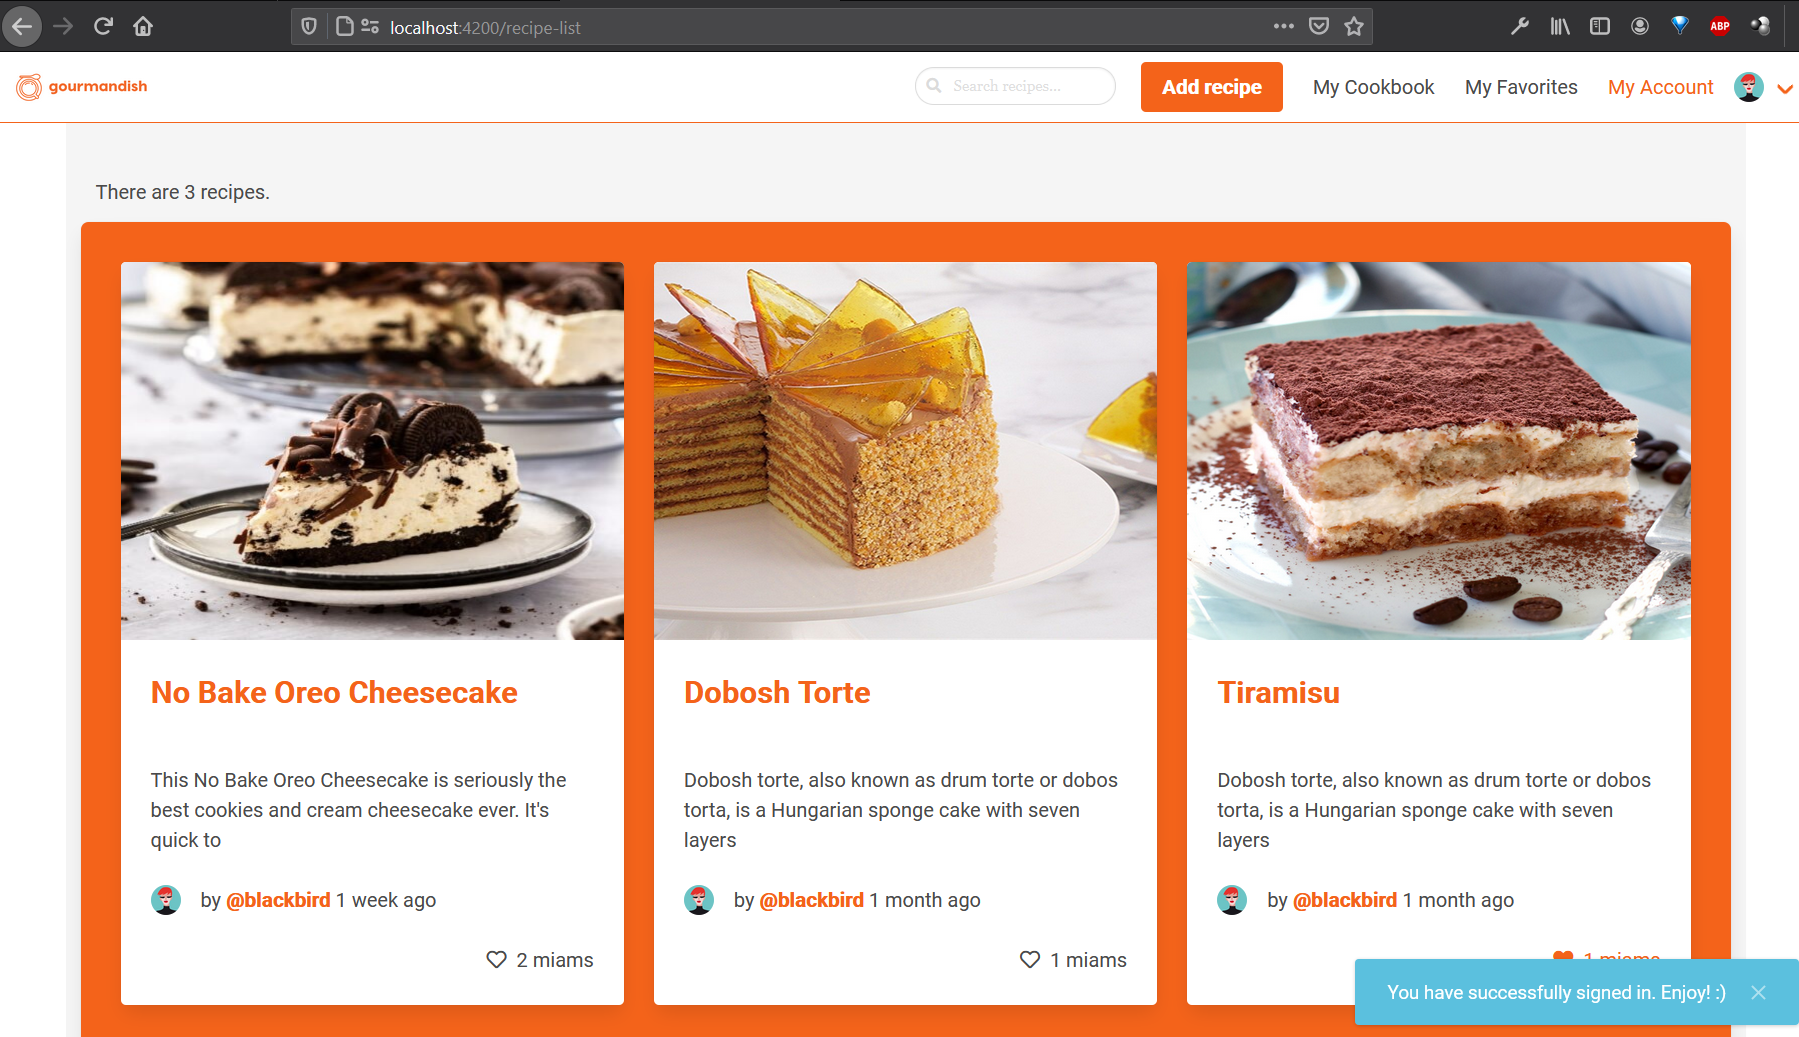 localhost:4200/recipe-list
ABP
gourmandish
Search recipes...
Add recipe
My Cookbook
My Favorites
My Account
There are 3 recipes.
No Bake Oreo Cheesecake
This No Bake Oreo Cheesecake is seriously the
best cookies and cream cheesecake ever. It's
quick to
by @blackbird 1 week ago
2 miams
Dobosh Torte
Dobosh torte, also known as drum torte or dobos
torta, is a Hungarian sponge cake with seven
layers
by @blackbird 1 month ago
1 miams
Tiramisu
Dobosh torte, also known as drum torte or dobos
torta, is a Hungarian sponge cake with seven
layers
by @blackbird 1 month ago
1 miams
You have successfully signed in. Enjoy! :)